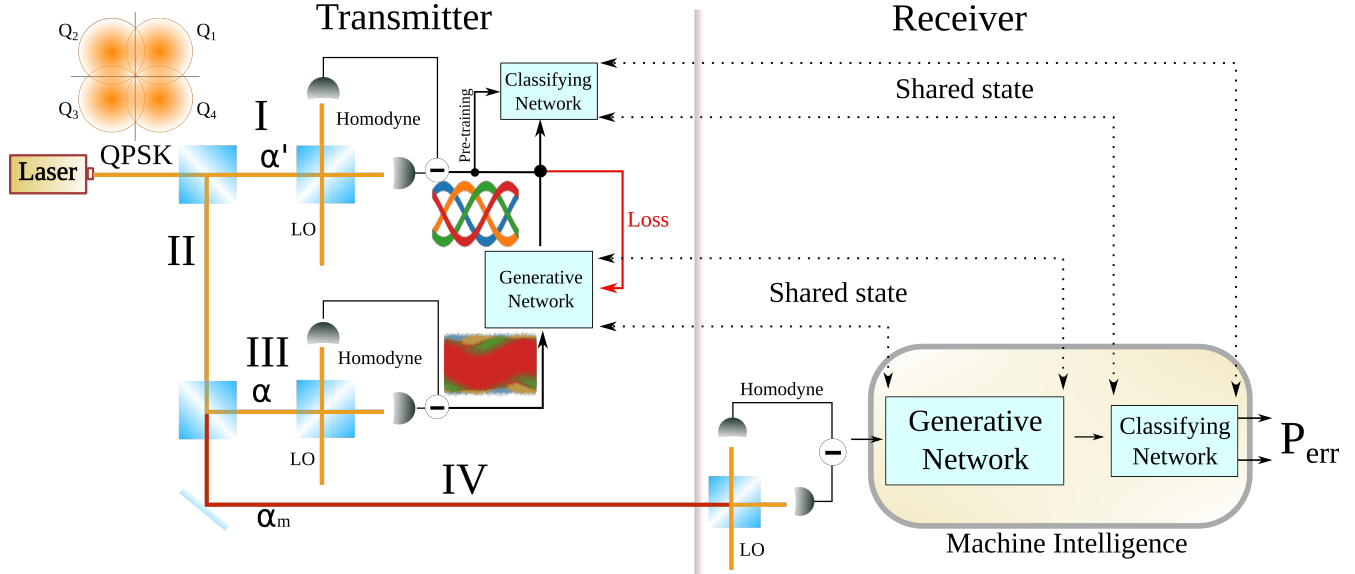 Transmitter
Receiver
Q₂
Q₁
Q₃
Q₄
Laser
QPSK
I
α'
Homodyne
LO
Pre-training
Classifying
Network
Shared state
Loss
II
Generative
Network
Shared state
III
α
Homodyne
LO
Homodyne
Generative
Network
Classifying
Network
Pₑᵣᵣ
IV
αₘ
LO
Machine Intelligence